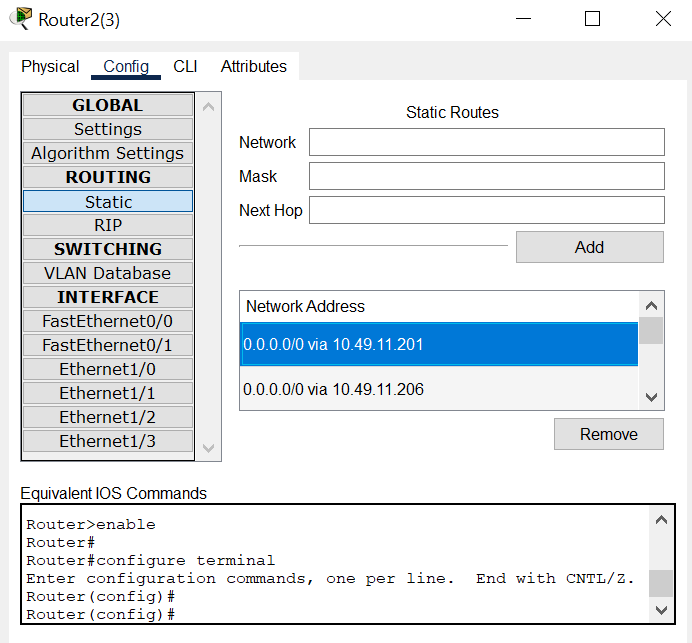 Router2(3)
Physical Config CLI Attributes
GLOBAL
Settings
Algorithm Settings
ROUTING
Static
RIP
SWITCHING
VLAN Database
INTERFACE
FastEthernet0/0
FastEthernet0/1
Ethernet1/0
Ethernet1/1
Ethernet1/2
Ethernet1/3
Static Routes
Network
Mask
Next Hop
Add
Network Address
0.0.0.0/0 via 10.49.11.201
0.0.0.0/0 via 10.49.11.206
Remove
Equivalent IOS Commands
Router>enable
Router#
Router#configure terminal
Enter configuration commands, one per line.  End with CNTL/Z.
Router(config)#
Router(config)#